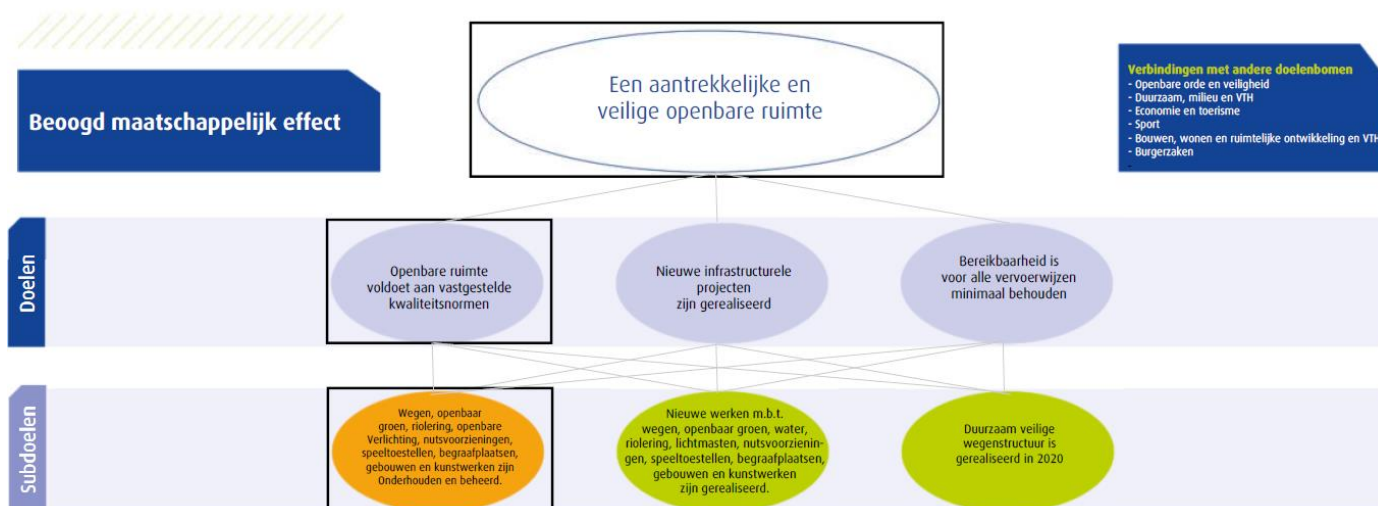 Beoogd maatschappelijk effect
Een aantrekkelijke en
veilige openbare ruimte
Verbindingen met andere doelenbomen
- Openbare orde en veiligheid
- Duurzaam, milieu en VTH
- Economie en toerisme
- Sport
- Bouwen, wonen en ruimtelijke ontwikkeling en VTH
- Burgerzaken
-
Doelen
Openbare ruimte
voldoet aan vastgestelde
kwaliteitsnormen
Nieuwe infrastructurele
projecten
zijn gerealiseerd
Bereikbaarheid is
voor alle vervoerwijzen
minimaal behouden
Subdoelen
Wegen, openbaar
groen, riolering, openbare
Verlichting, nutsvoorzieningen,
speeltoestellen, begraafplaatsen,
gebouwen en kunstwerken zijn
Onderhouden en beheerd.
Nieuwe werken m.b.t.
wegen, openbaar groen, water,
riolering, lichtmasten, nutsvoorzienin-
gen, speeltoestellen, begraafplaatsen,
gebouwen en kunstwerken
zijn gerealiseerd.
Duurzaam veilige
wegenstructuur is
gerealiseerd in 2020